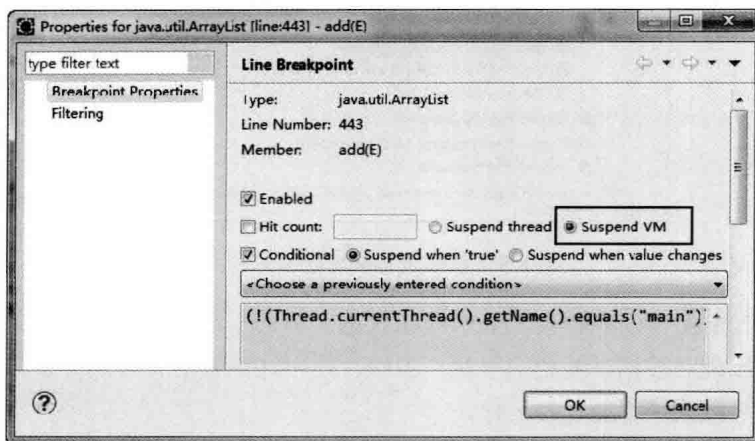 Properties for java.util.ArrayList [line:443] - add(E)
type filter text
Breakpoint Properties
Filtering
Line Breakpoint
Type: java.util.ArrayList
Line Number: 443
Member: add(E)
Enabled
Hit count: Suspend thread Suspend VM
Conditional Suspend when 'true' Suspend when value changes
<Choose a previously entered condition>
(!(Thread.currentThread().getName().equals("main")
OK Cancel